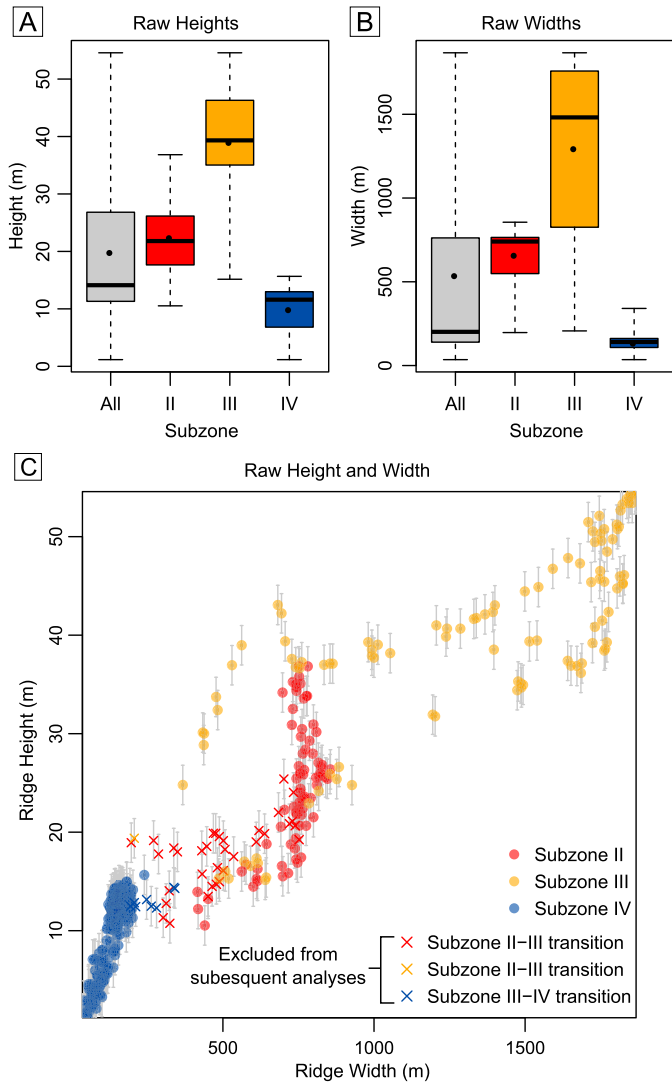 A
Raw Heights
Height (m)
0
10
20
30
40
50
All II III IV
Subzone
B
Raw Widths
Width (m)
0
500
1000
1500
All II III IV
Subzone
C
Raw Height and Width
Ridge Height (m)
10
20
30
40
50
Subzone II
Subzone III
Subzone IV
Excluded from
subesquent analyses
Subzone II−III transition
Subzone II−III transition
Subzone III−IV transition
500 1000 1500
Ridge Width (m)